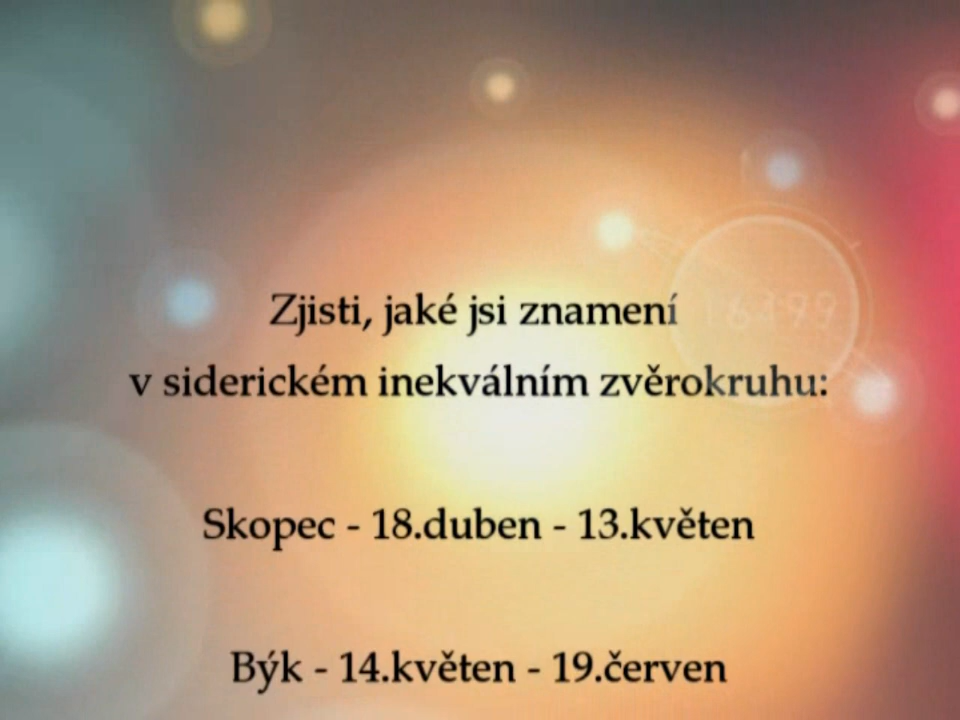 Zjisti, jaké jsi znamení
v siderickém inekválním zvěrokruhu:
Skopec - 18.duben - 13.květen
Býk - 14.květen - 19.červen